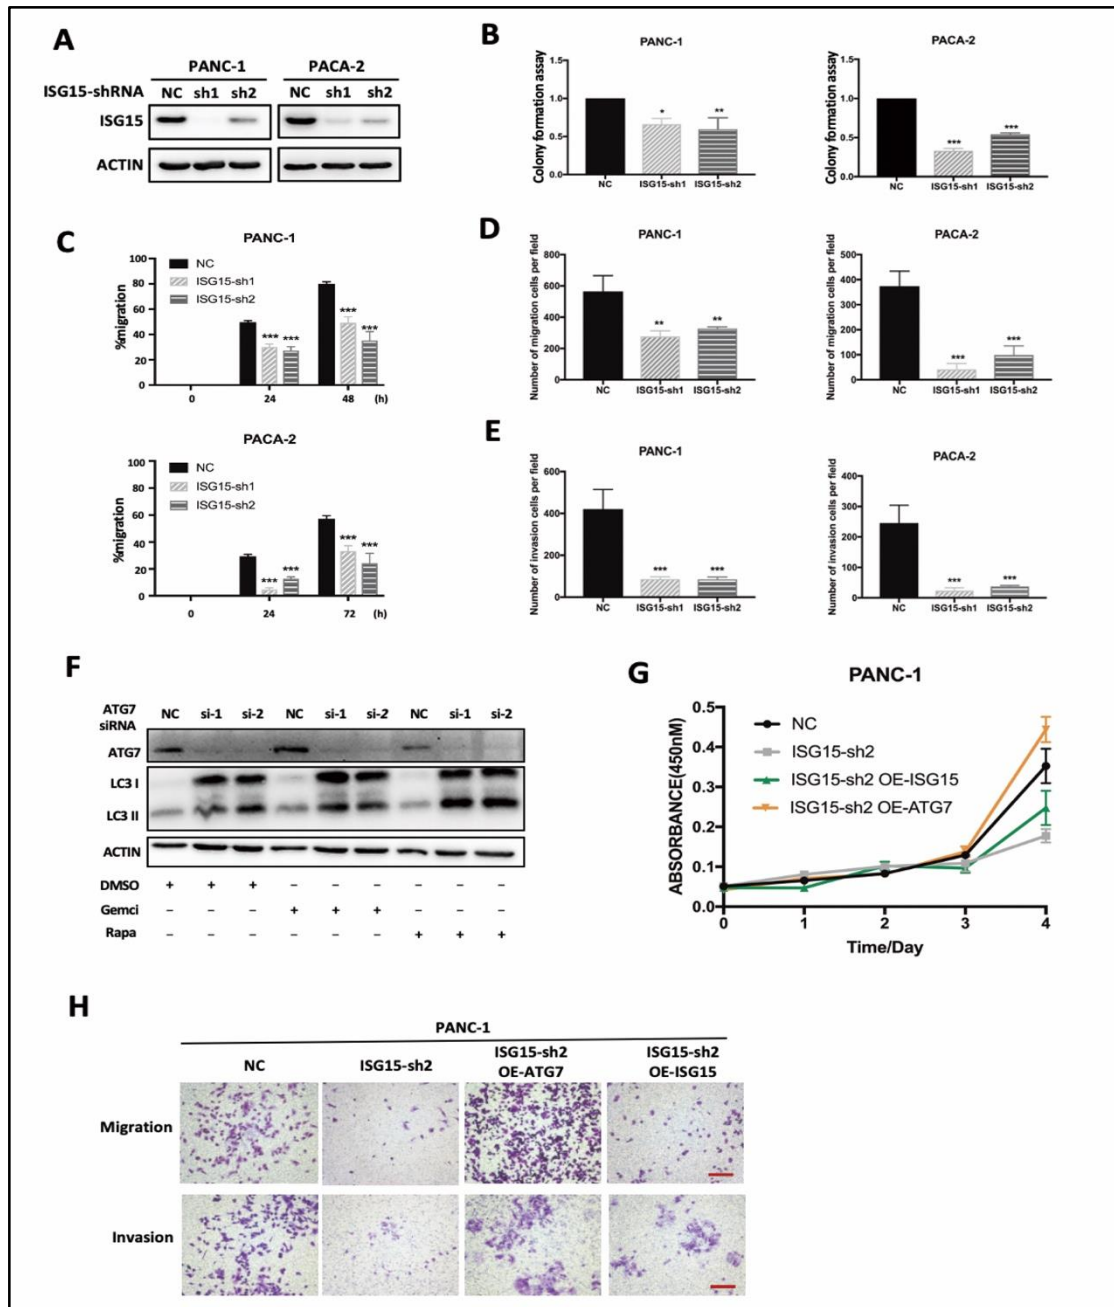 A
PANC-1 PACA-2
ISG15-shRNA NC sh1 sh2 NC sh1 sh2
ISG15
ACTIN
B
PANC-1
Colony formation assay
1.5
1.0
0.5
0.0
* **
NC ISG15-sh1 ISG15-sh2
PACA-2
Colony formation assay
1.5
1.0
0.5
0.0
*** ***
NC ISG15-sh1 ISG15-sh2
C
PANC-1
%migration
100
80
60
40
20
0
NC
ISG15-sh1
ISG15-sh2
*** *** *** ***
0 24 48 (h)
PACA-2
%migration
100
80
60
40
20
0
NC
ISG15-sh1
ISG15-sh2
*** *** *** ***
0 24 72 (h)
D
PANC-1
Number of migration cells per field
800
600
400
200
0
** **
NC ISG15-sh1 ISG15-sh2
PACA-2
Number of migration cells per field
500
400
300
200
100
0
*** ***
NC ISG15-sh1 ISG15-sh2
E
PANC-1
Number of invasion cells per field
600
400
200
0
*** ***
NC ISG15-sh1 ISG15-sh2
PACA-2
Number of invasion cells per field
400
300
200
100
0
*** ***
NC ISG15-sh1 ISG15-sh2
F
ATG7 siRNA NC si-1 si-2 NC si-1 si-2 NC si-1 si-2
ATG7
LC3 I
LC3 II
ACTIN
DMSO + + + – – – – – –
Gemci – – – + + + – – –
Rapa – – – – – – + + +
G
PANC-1
ABSORBANCE(450nM)
0.5
0.4
0.3
0.2
0.1
0.0
NC
ISG15-sh2
ISG15-sh2 OE-ISG15
ISG15-sh2 OE-ATG7
0 1 2 3 4
Time/Day
H
PANC-1
NC ISG15-sh2 ISG15-sh2 OE-ATG7 ISG15-sh2 OE-ISG15
Migration
Invasion